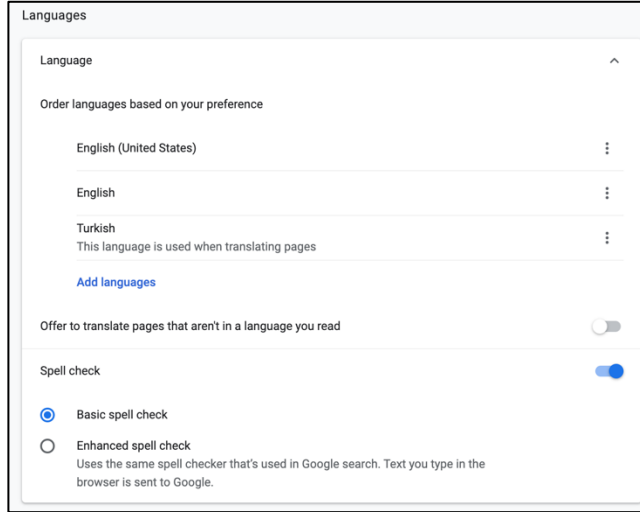 Languages
Language
Order languages based on your preference
English (United States)
English
Turkish
This language is used when translating pages
Add languages
Offer to translate pages that aren't in a language you read
Spell check
Basic spell check
Enhanced spell check
Uses the same spell checker that's used in Google search. Text you type in the
browser is sent to Google.